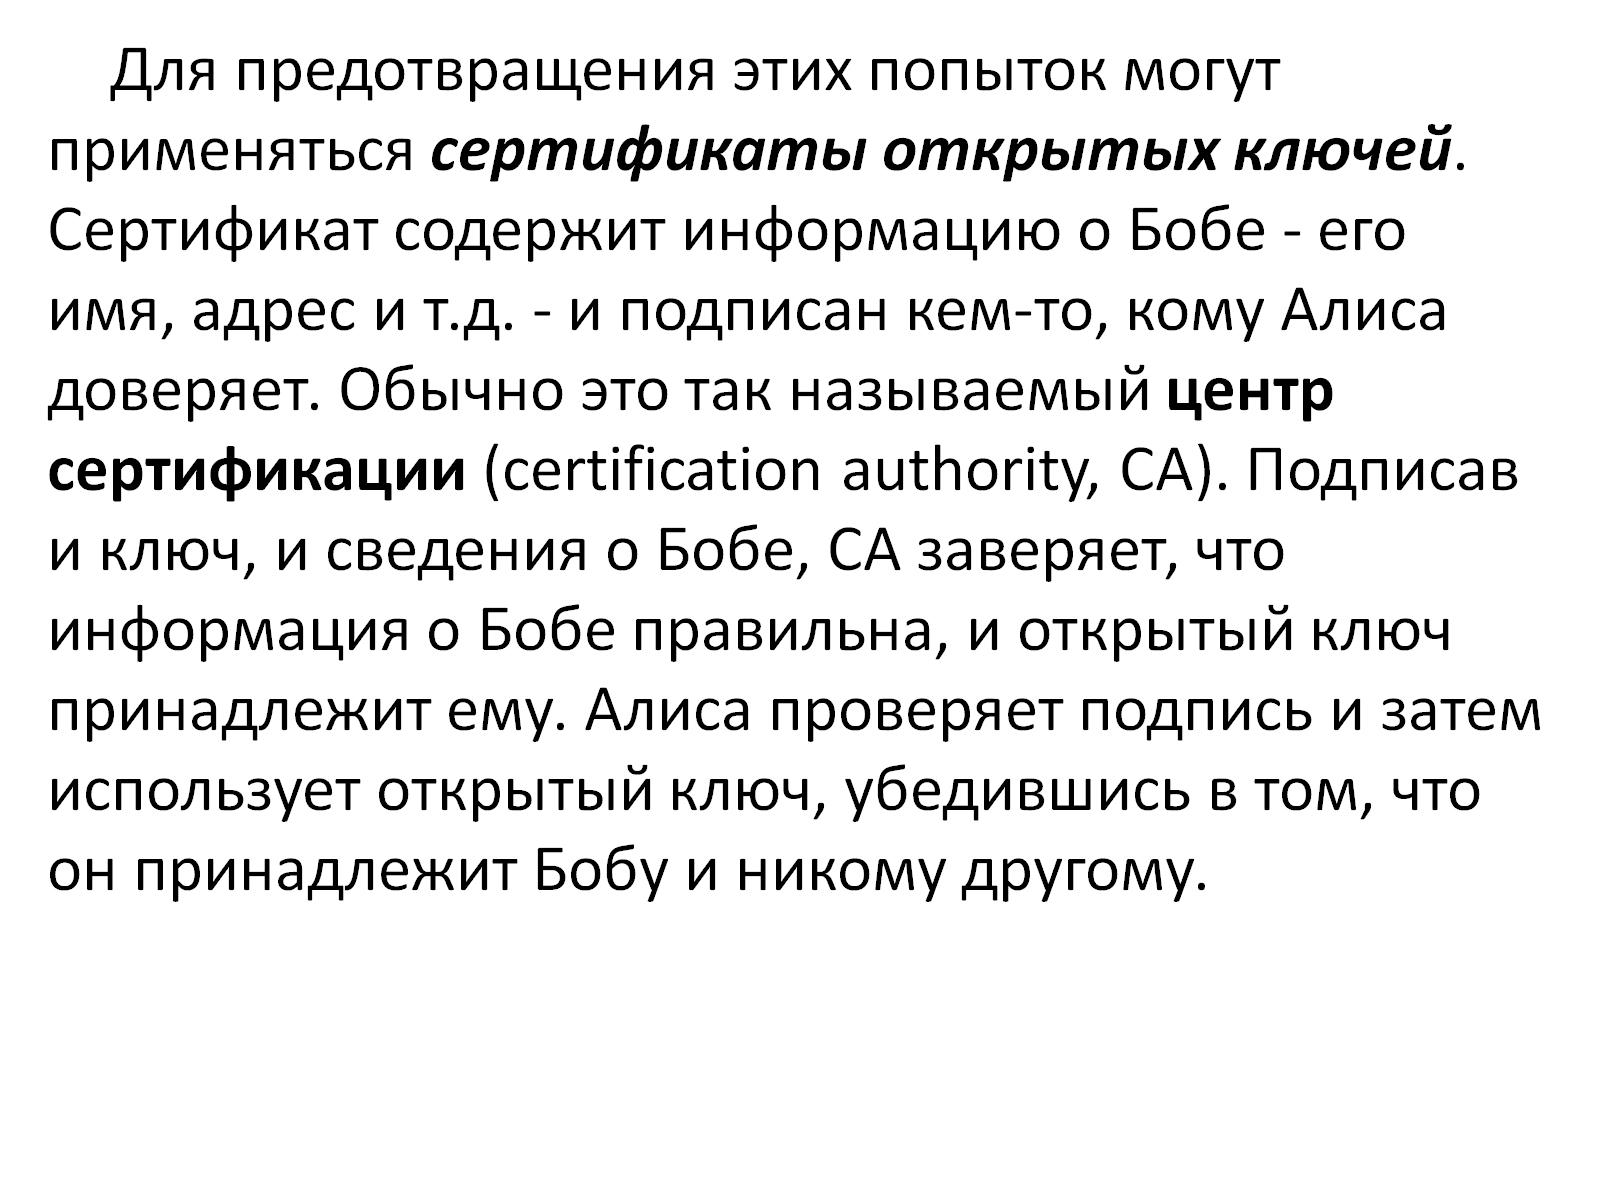 Для предотвращения этих попыток могут
применяться сертификаты открытых ключей.
Сертификат содержит информацию о Бобе - его
имя, адрес и т.д. - и подписан кем-то, кому Алиса
доверяет. Обычно это так называемый центр
сертификации (certification authority, CA). Подписав
и ключ, и сведения о Бобе, CA заверяет, что
информация о Бобе правильна, и открытый ключ
принадлежит ему. Алиса проверяет подпись и затем
использует открытый ключ, убедившись в том, что
он принадлежит Бобу и никому другому.